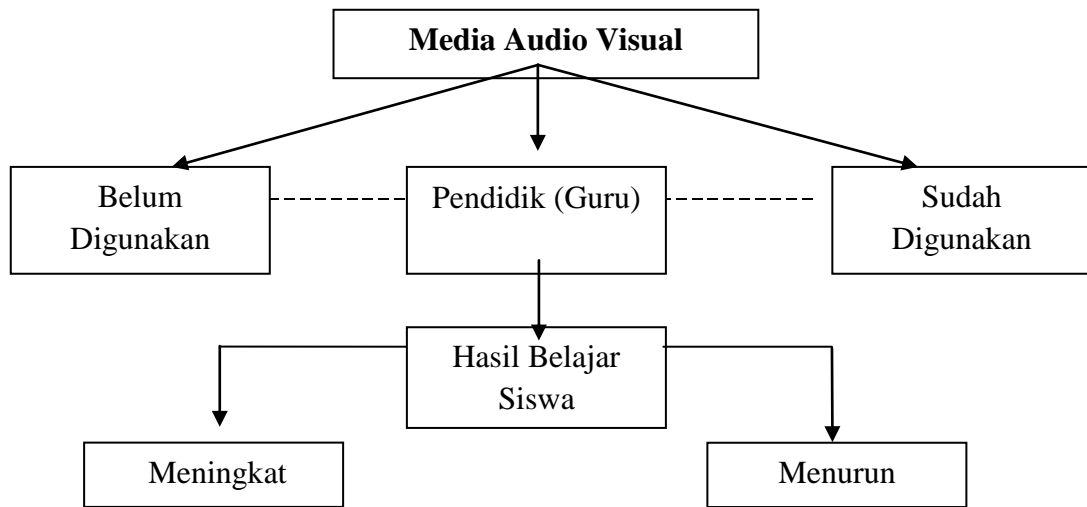 Media Audio Visual
Belum
Digunakan
Pendidik (Guru)
Sudah
Digunakan
Hasil Belajar
Siswa
Meningkat
Menurun